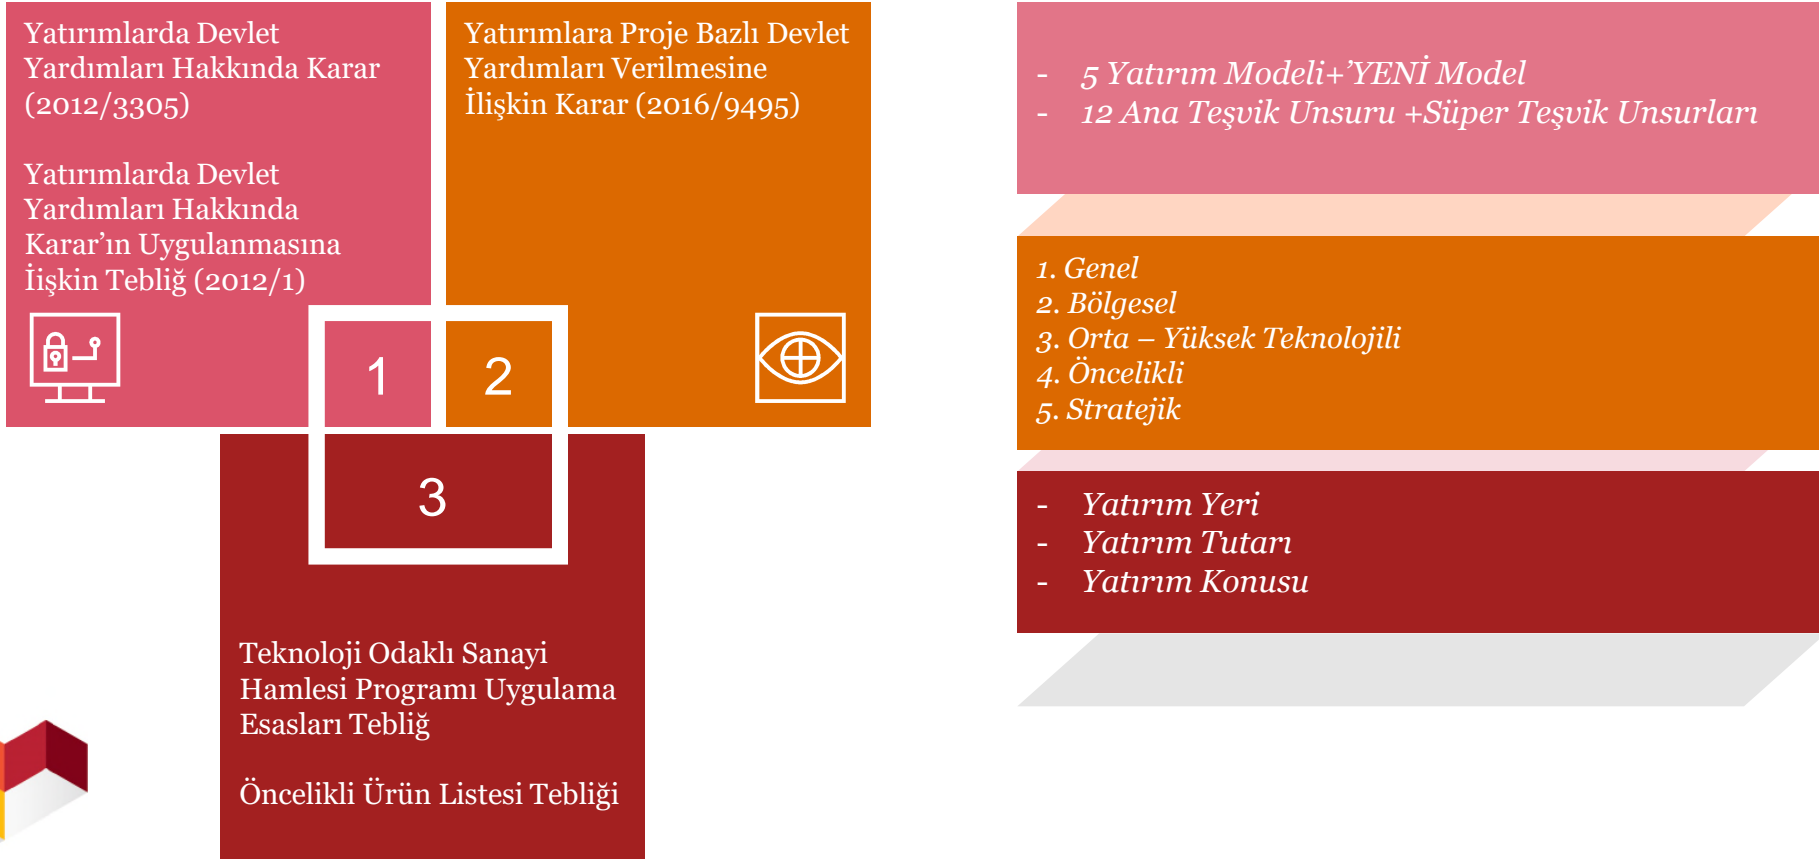 Yatırımlarda Devlet
Yardımları Hakkında Karar
(2012/3305)
Yatırımlarda Devlet
Yardımları Hakkında
Karar’ın Uygulanmasına
İişkin Tebliğ (2012/1)
1
Yatırımlara Proje Bazlı Devlet
Yardımları Verilmesine
İlişkin Karar (2016/9495)
2
3
Teknoloji Odaklı Sanayi
Hamlesi Programı Uygulama
Esasları Tebliğ
Öncelikli Ürün Listesi Tebliği
- 5 Yatırım Modeli+’YENİ Model
- 12 Ana Teşvik Unsuru +Süper Teşvik Unsurları
1. Genel
2. Bölgesel
3. Orta – Yüksek Teknolojili
4. Öncelikli
5. Stratejik
- Yatırım Yeri
- Yatırım Tutarı
- Yatırım Konusu